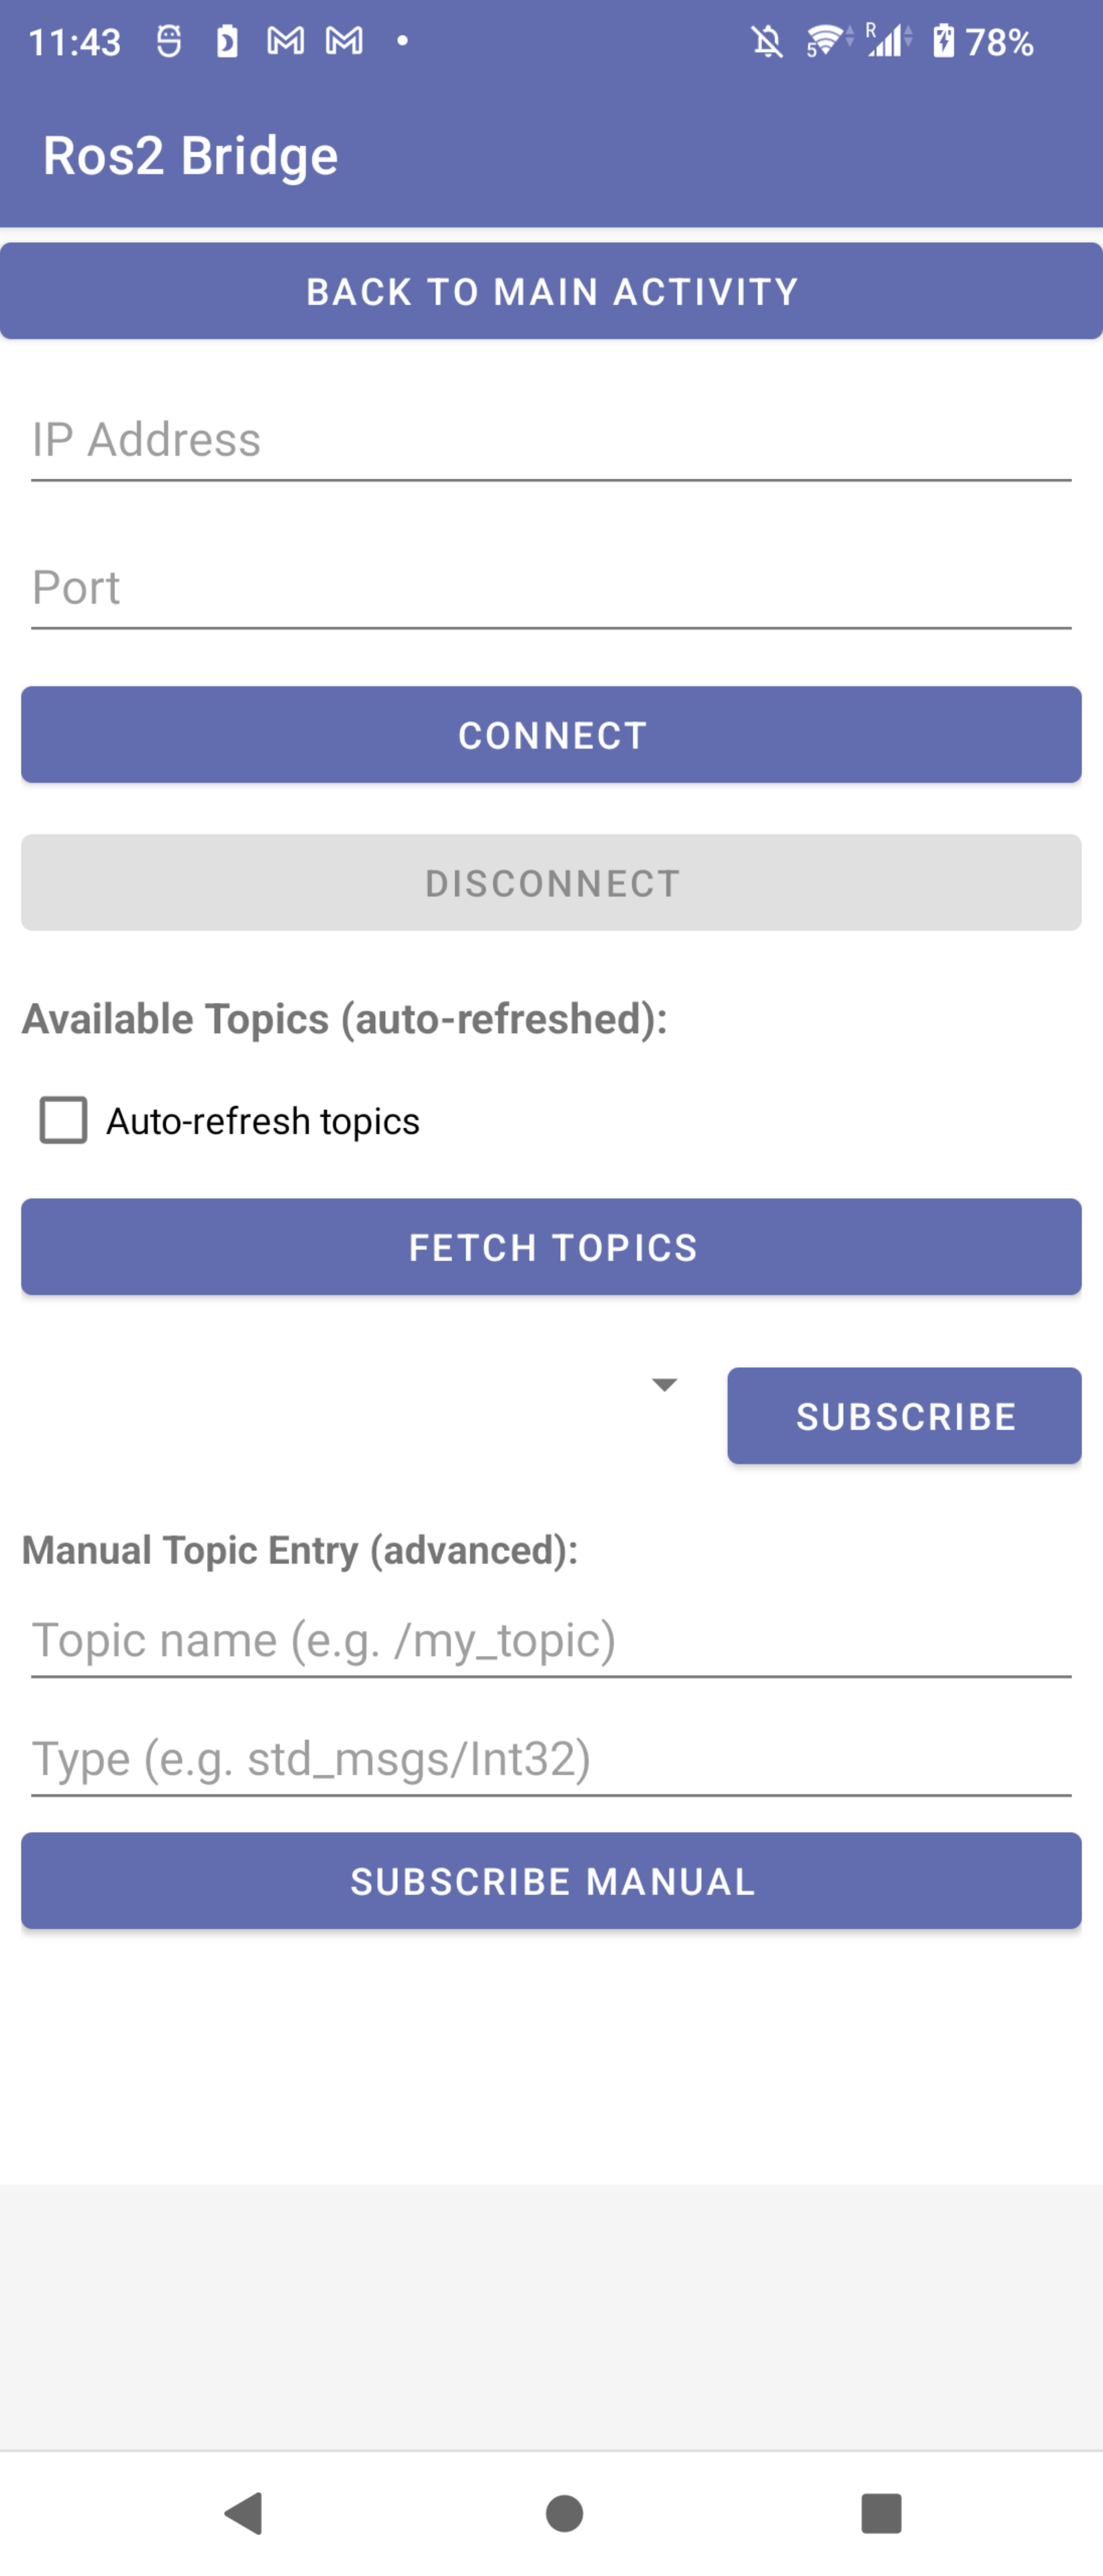 11:43 78%
Ros2 Bridge
BACK TO MAIN ACTIVITY
IP Address
Port
CONNECT
DISCONNECT
Available Topics (auto-refreshed):
Auto-refresh topics
FETCH TOPICS
SUBSCRIBE
Manual Topic Entry (advanced):
Topic name (e.g. /my_topic)
Type (e.g. std_msgs/Int32)
SUBSCRIBE MANUAL